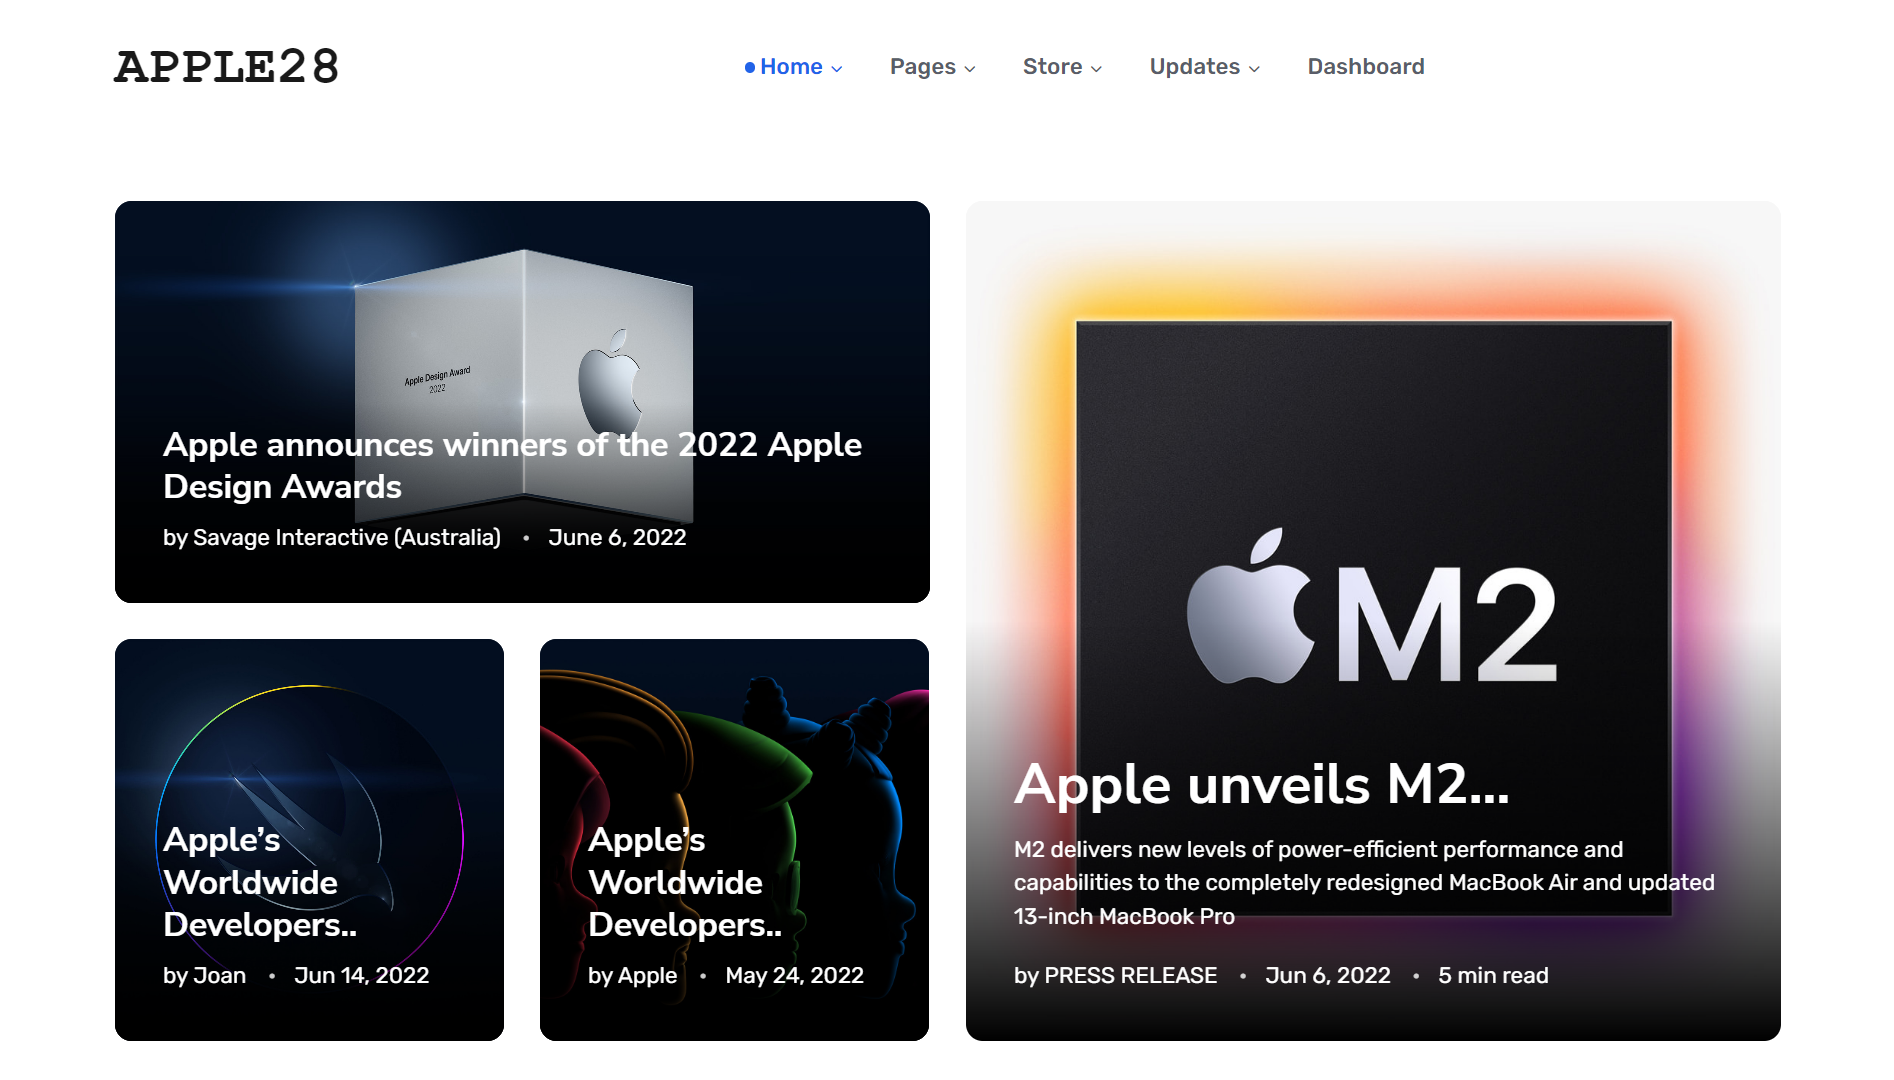 APPLE28
Home
Pages
Store
Updates
Dashboard
Apple Design Award
2022
Apple announces winners of the 2022 Apple
Design Awards
by Savage Interactive (Australia) • June 6, 2022
Apple's
Worldwide
Developers..
by Joan • Jun 14, 2022
Apple's
Worldwide
Developers..
by Apple • May 24, 2022
M2
Apple unveils M2...
M2 delivers new levels of power-efficient performance and
capabilities to the completely redesigned MacBook Air and updated
13-inch MacBook Pro
by PRESS RELEASE • Jun 6, 2022 • 5 min read